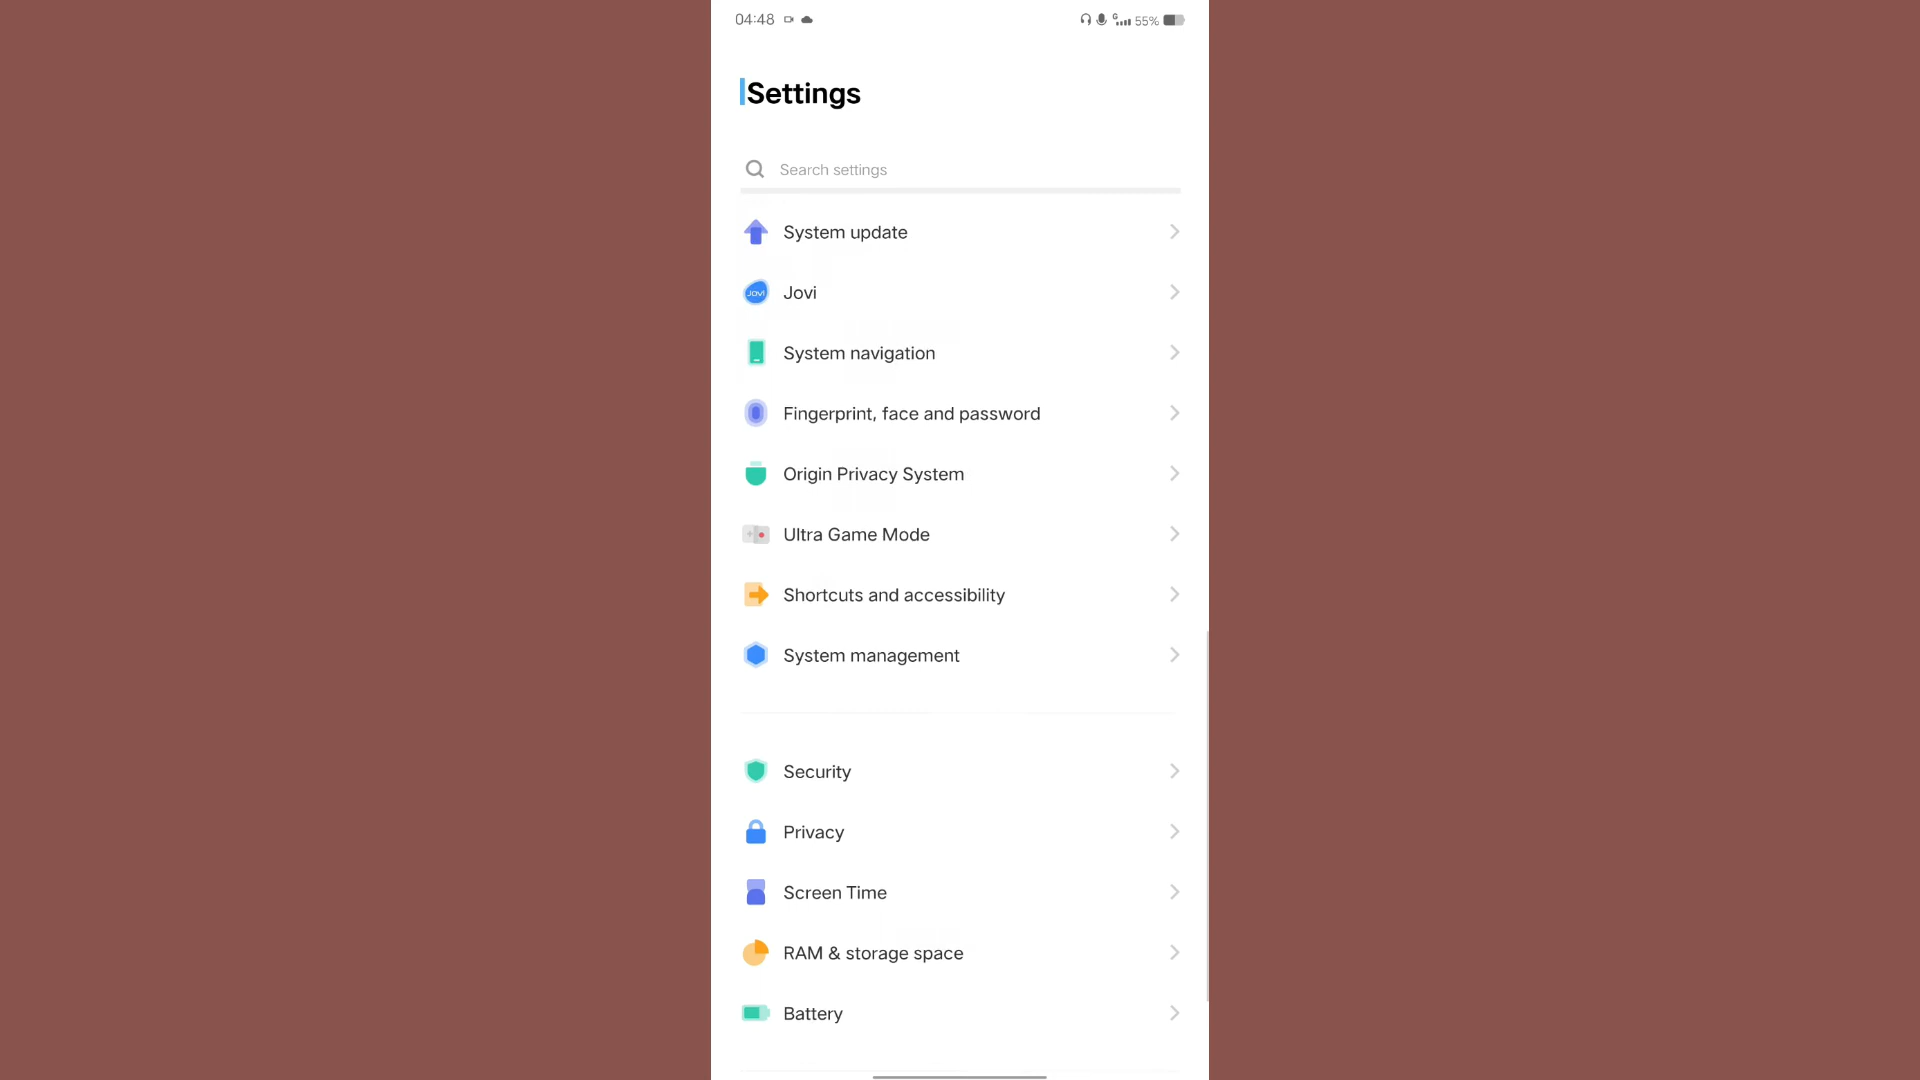 04:48
G 55%
Settings
Search settings
System update
Jovi
Jovi
System navigation
Fingerprint, face and password
Origin Privacy System
Ultra Game Mode
Shortcuts and accessibility
System management
Security
Privacy
Screen Time
RAM & storage space
Battery